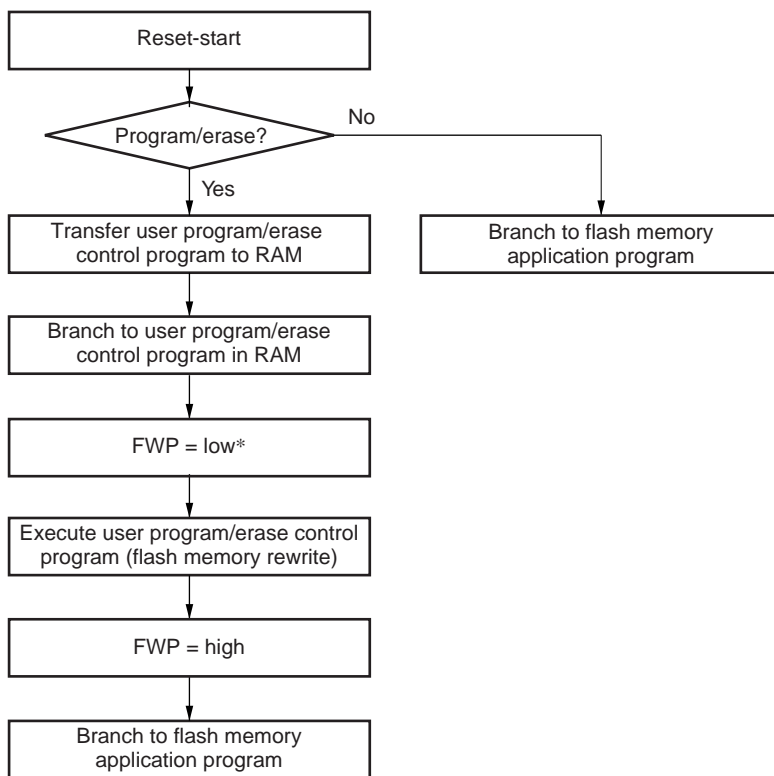 Reset-start
Program/erase?
No
Yes
Transfer user program/erase
control program to RAM
Branch to flash memory
application program
Branch to user program/erase
control program in RAM
FWP = low*
Execute user program/erase control
program (flash memory rewrite)
FWP = high
Branch to flash memory
application program